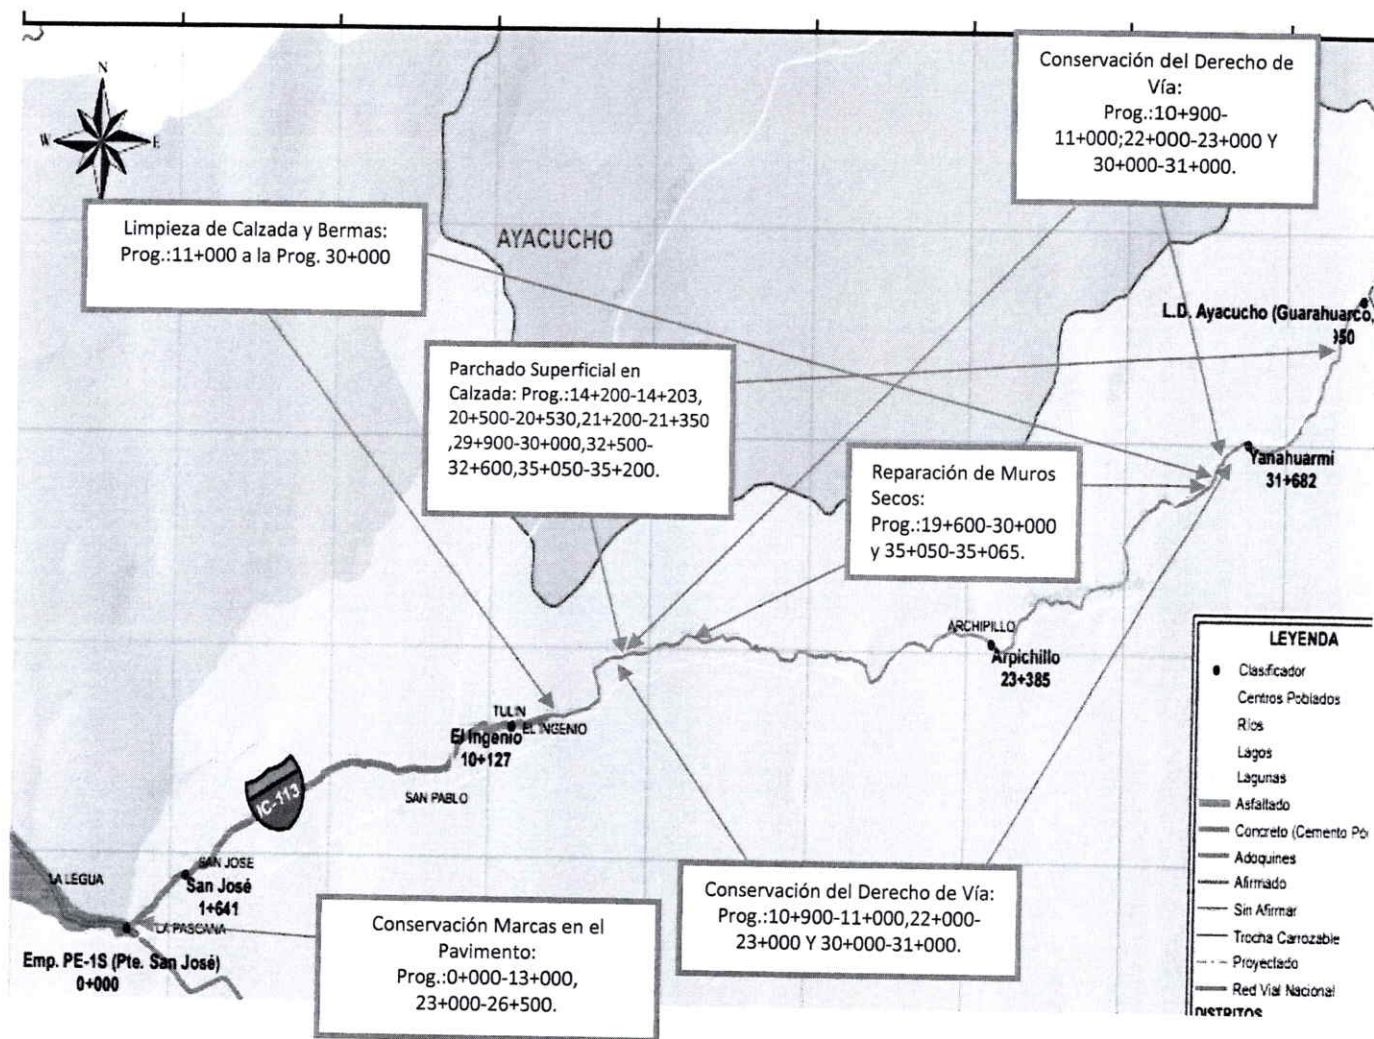 N
W
E
Conservación del Derecho de
Vía:
Prog.:10+900-
11+000;22+000-23+000 Y
30+000-31+000.
Limpieza de Calzada y Bermas:
Prog.:11+000 a la Prog. 30+000
AYACUCHO
L.D. Ayacucho (Guarahuarco,
950
Parchado Superficial en
Calzada: Prog.:14+200-14+203,
20+500-20+530,21+200-21+350
,29+900-30+000,32+500-
32+600,35+050-35+200.
Reparación de Muros
Secos:
Prog.:19+600-30+000
y 35+050-35+065.
Yanahuarmi
31+682
ARCHIPILLO
Arpichillo
23+385
TULIN
EL INGENIO
El Ingenio
10+127
SAN PABLO
IC-113
SAN JOSE
San José
1+641
LA LEGUA
LA PASCANA
Emp. PE-1S (Pte. San José)
0+000
Conservación Marcas en el
Pavimento:
Prog.:0+000-13+000,
23+000-26+500.
Conservación del Derecho de Vía:
Prog.:10+900-11+000,22+000-
23+000 Y 30+000-31+000.
LEYENDA
Clasificador
Centros Poblados
Ríos
Lagos
Lagunas
Asfaltado
Concreto (Cemento
Adoquines
Afirmado
Sin Afirmar
Trocha Carrozable
Proyectado
Red Vial Nacional
DISTRITOS